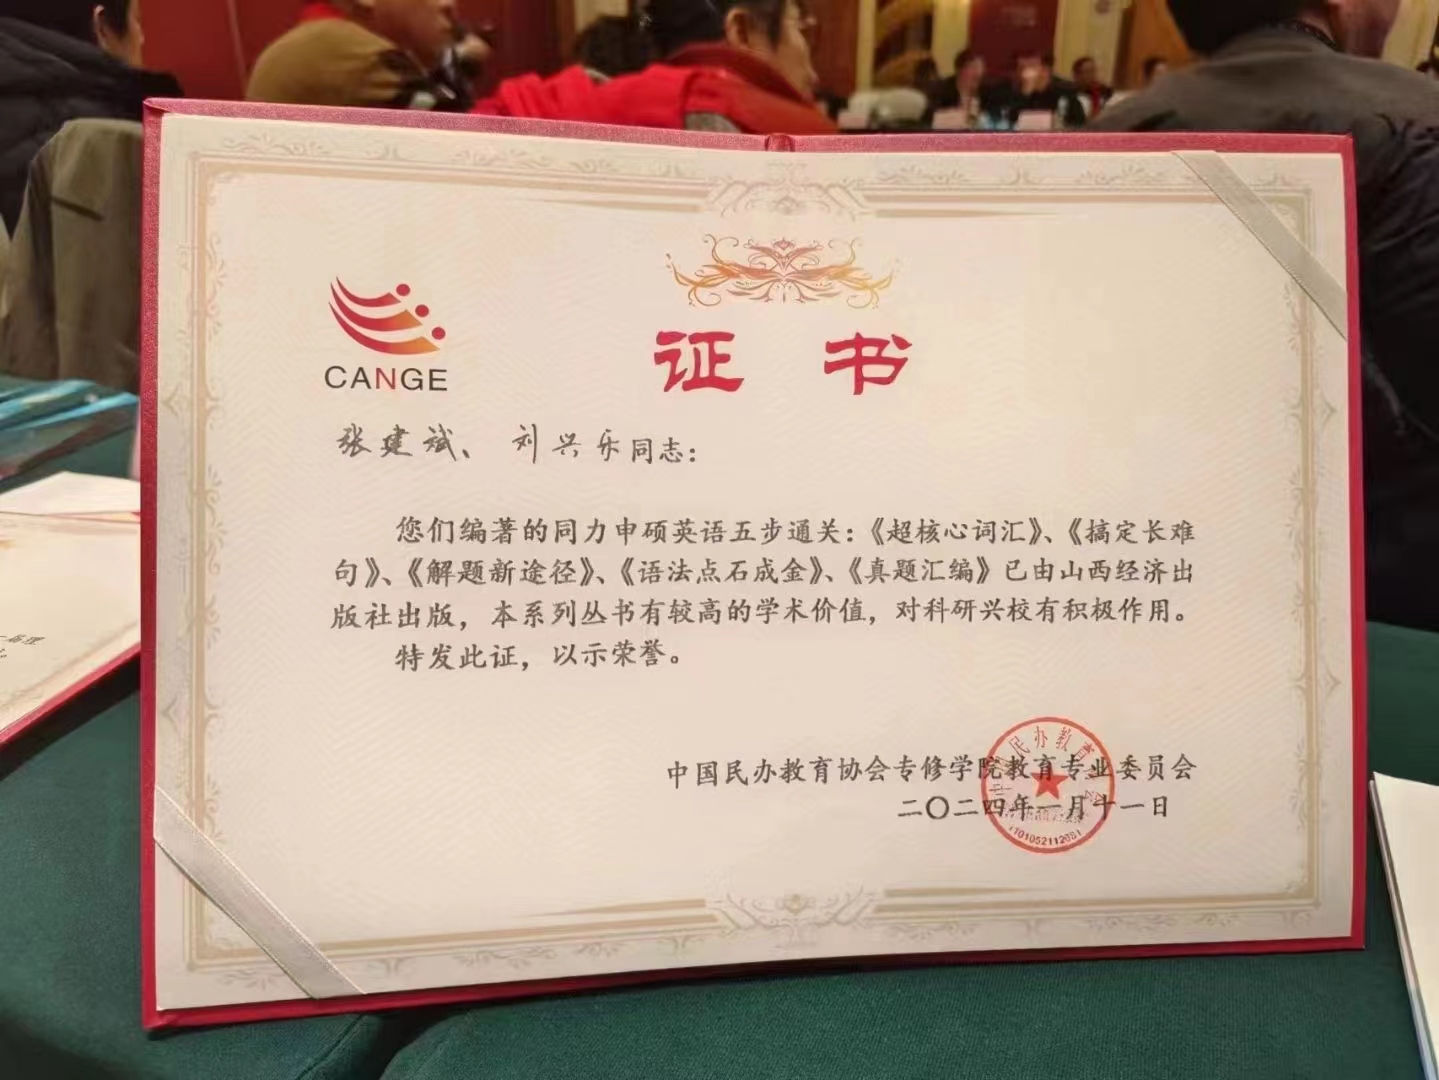 CANGE
证书
张建斌、刘兴乐同志：
您们编著的同力申硕英语五步通关：《超核心词汇》、《搞定长难
句》、《解题新途径》、《语法点石成金》、《真题汇编》已由山西经济出
版社出版，本系列丛书有较高的学术价值，对科研兴校有积极作用。
特发此证，以示荣誉。
中国民办教育协会专修学院教育专业委员会
二〇二四年一月十一日